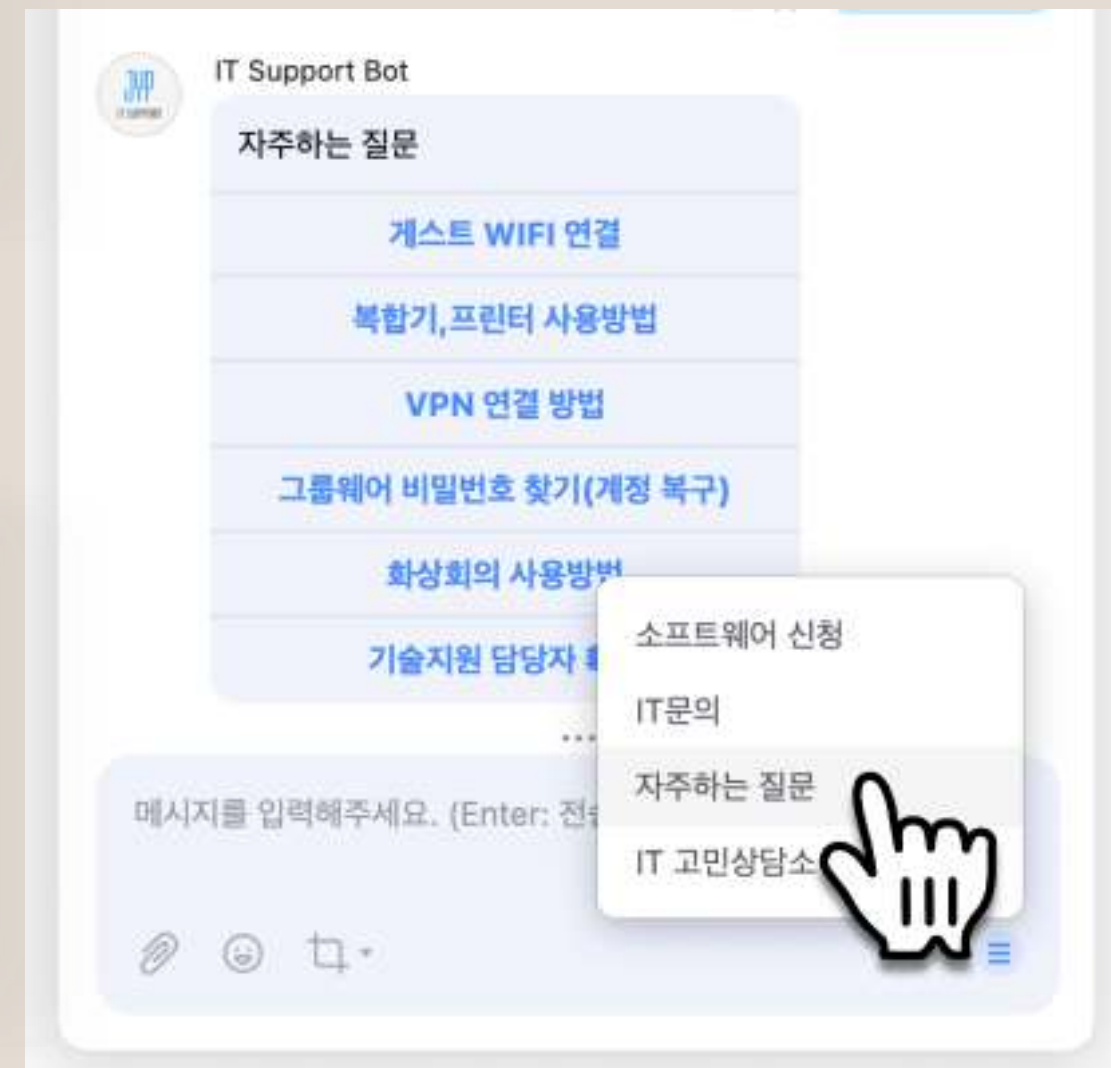 JYP
IT SUPPORT
IT Support Bot
자주하는 질문
게스트 WIFI 연결
복합기,프린터 사용방법
VPN 연결 방법
그룹웨어 비밀번호 찾기(계정 복구)
화상회의 사용방법
기술지원 담당자
소프트웨어 신청
IT문의
자주하는 질문
IT 고민상담소
메시지를 입력해주세요. (Enter: